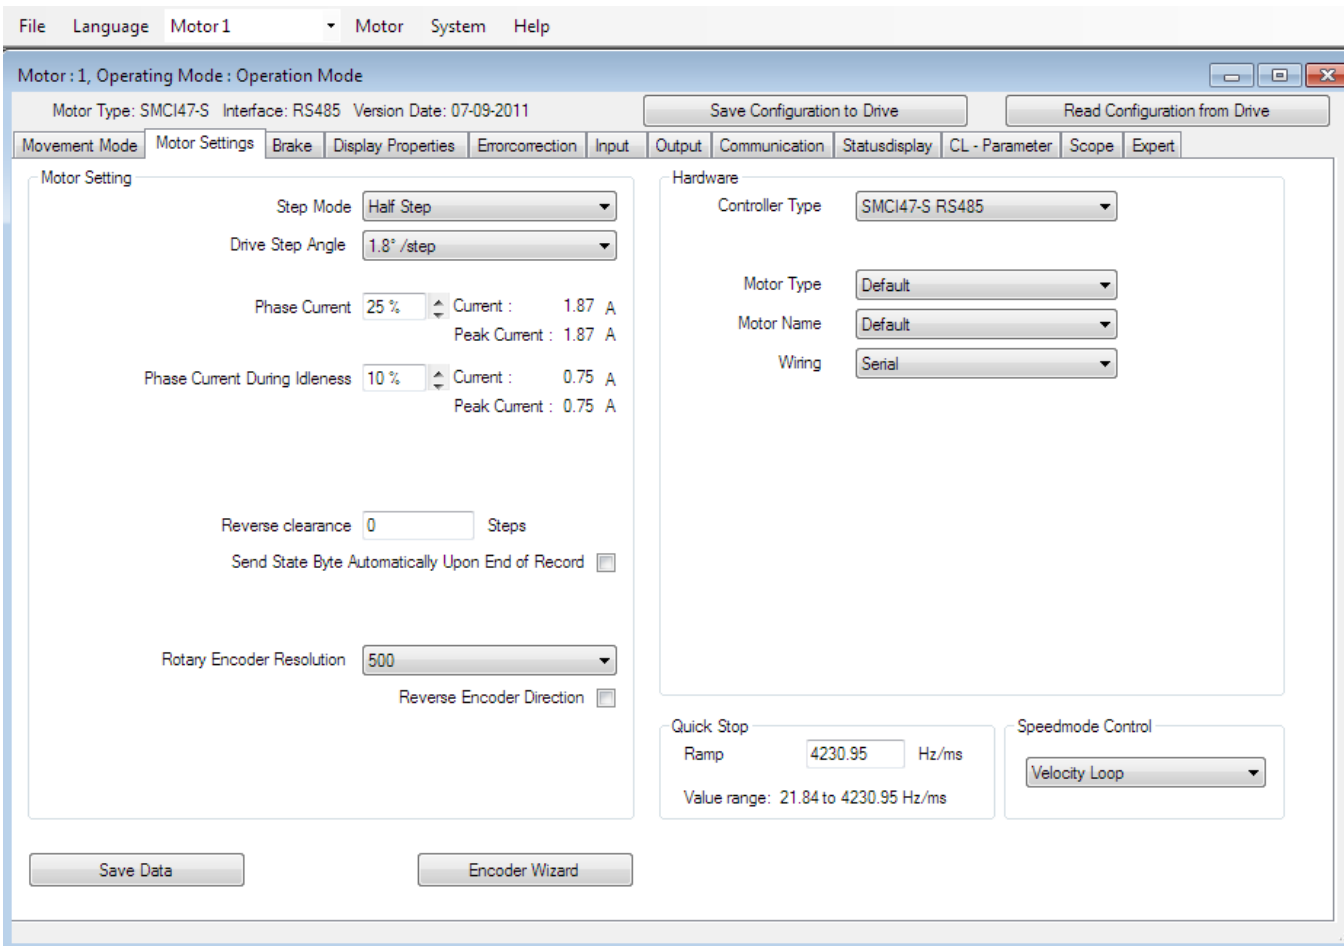 File Language Motor1 Motor System Help
Motor : 1, Operating Mode : Operation Mode
Motor Type: SMCI47-S Interface: RS485 Version Date: 07-09-2011 Save Configuration to Drive Read Configuration from Drive
Movement Mode Motor Settings Brake Display Properties Errorcorrection Input Output Communication Statusdisplay CL - Parameter Scope Expert
Motor Setting
Step Mode Half Step
Drive Step Angle 1.8° /step
Phase Current 25 % Current : 1.87 A
Peak Current : 1.87 A
Phase Current During Idleness 10 % Current : 0.75 A
Peak Current : 0.75 A
Reverse clearance 0 Steps
Send State Byte Automatically Upon End of Record
Rotary Encoder Resolution 500
Reverse Encoder Direction
Hardware
Controller Type SMCI47-S RS485
Motor Type Default
Motor Name Default
Wiring Serial
Quick Stop
Ramp 4230.95 Hz/ms
Value range: 21.84 to 4230.95 Hz/ms
Speedmode Control
Velocity Loop
Save Data Encoder Wizard